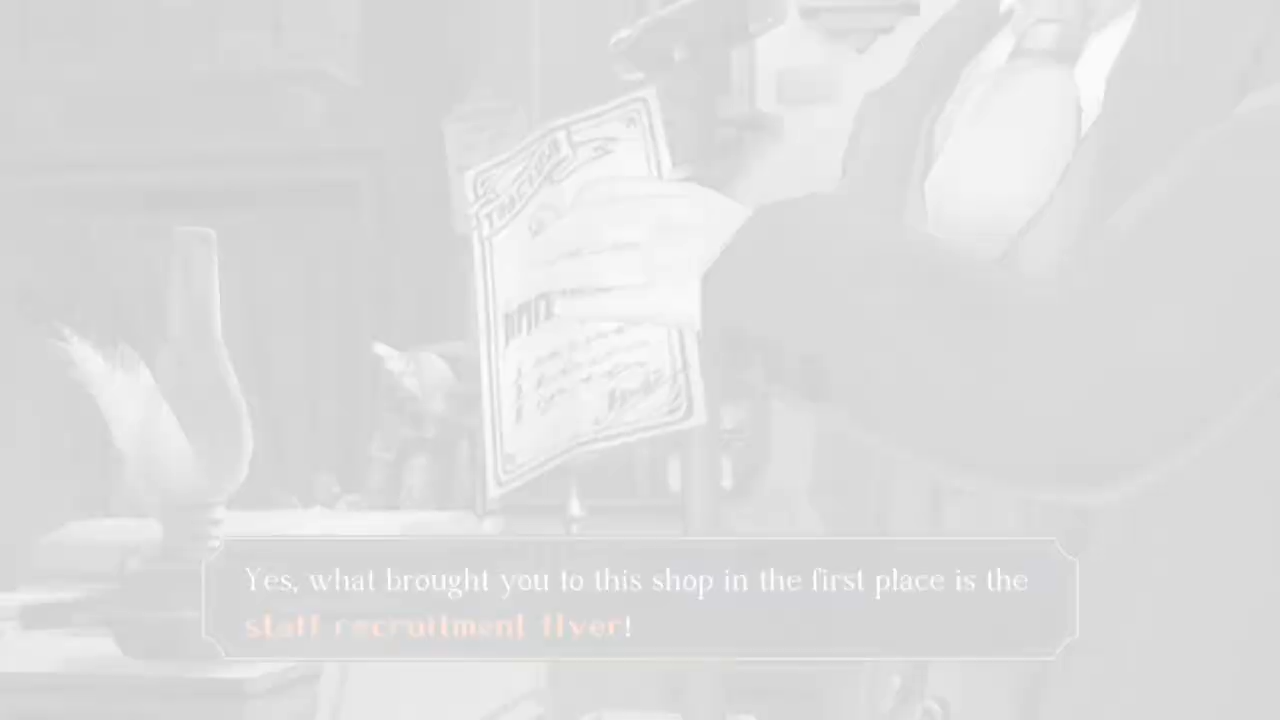 Yes, what brought you to this shop in the first place is the
staff recruitment flyer!